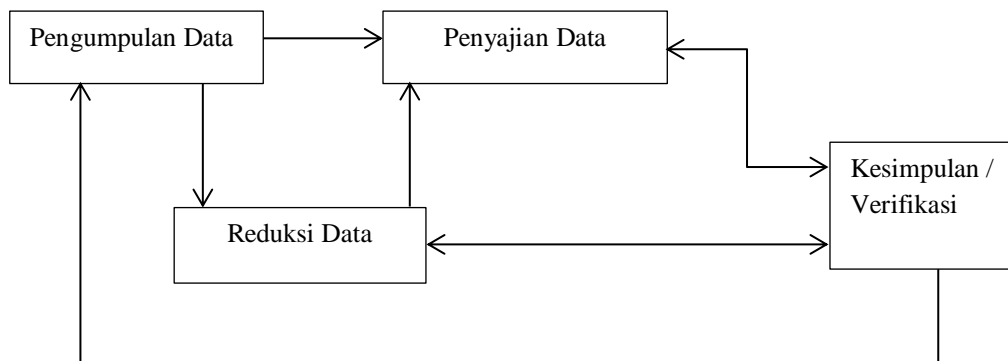 Pengumpulan Data
Penyajian Data
Kesimpulan /
Verifikasi
Reduksi Data